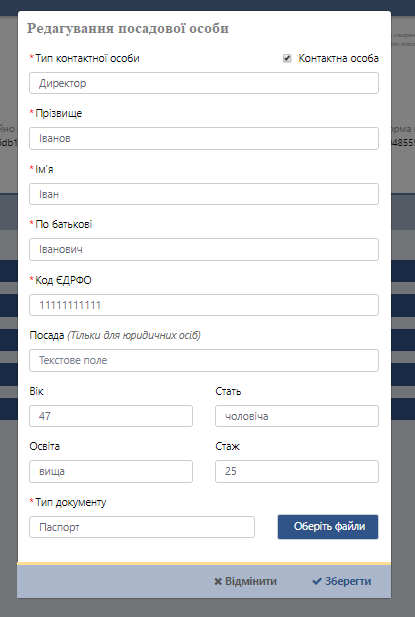 Редагування посадової особи
*Тип контактної особи
Контактна особа
Директор
*Прізвище
Іванов
*Ім'я
Іван
*По батькові
Іванович
*Код ЄДРФО
11111111111
Посада (Тільки для юридичних осіб)
Текстове поле
Вік
Стать
47
чоловіча
Освіта
Стаж
вища
25
*Тип документу
Паспорт
Оберіть файли
Відмінити
Зберегти